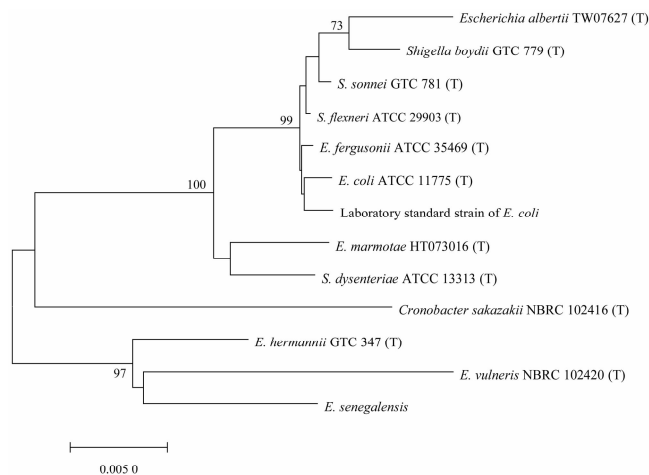 Escherichia albertii TW07627 (T)
73
Shigella boydii GTC 779 (T)
S. sonnei GTC 781 (T)
S. flexneri ATCC 29903 (T)
99
E. fergusonii ATCC 35469 (T)
E. coli ATCC 11775 (T)
100
Laboratory standard strain of E. coli
E. marmotae HT073016 (T)
S. dysenteriae ATCC 13313 (T)
Cronobacter sakazakii NBRC 102416 (T)
E. hermannii GTC 347 (T)
97
E. vulneris NBRC 102420 (T)
E. senegalensis
0.005 0